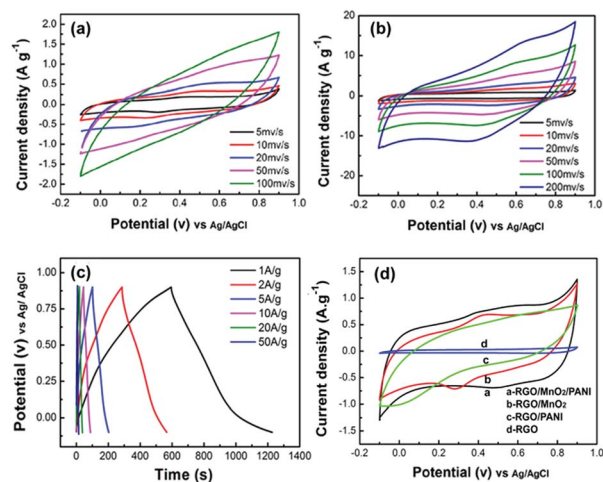 (a)
Current density (A g⁻¹)
2.0
1.5
1.0
0.5
0.0
-0.5
-1.0
-1.5
-2.0
5mv/s
10mv/s
20mv/s
50mv/s
100mv/s
-0.2 0.0 0.2 0.4 0.6 0.8 1.0
Potential (v) vs Ag/AgCl
(b)
Current density (A g⁻¹)
20
10
0
-10
-20
5mv/s
10mv/s
20mv/s
50mv/s
100mv/s
200mv/s
-0.2 0.0 0.2 0.4 0.6 0.8 1.0
Potential (v) vs Ag/AgCl
(c)
Potential (v) vs Ag/ AgCl
1.00
0.75
0.50
0.25
0.00
1A/g
2A/g
5A/g
10A/g
20A/g
50A/g
0 200 400 600 800 1000 1200 1400
Time (s)
(d)
Current density (A.g⁻¹)
1.5
1.0
0.5
0.0
-0.5
-1.0
-1.5
d
c
b
a
a-RGO/MnO₂/PANI
b-RGO/MnO₂
c-RGO/PANI
d-RGO
0.0 0.2 0.4 0.6 0.8 1.0
Potential (v) vs Ag/AgCl